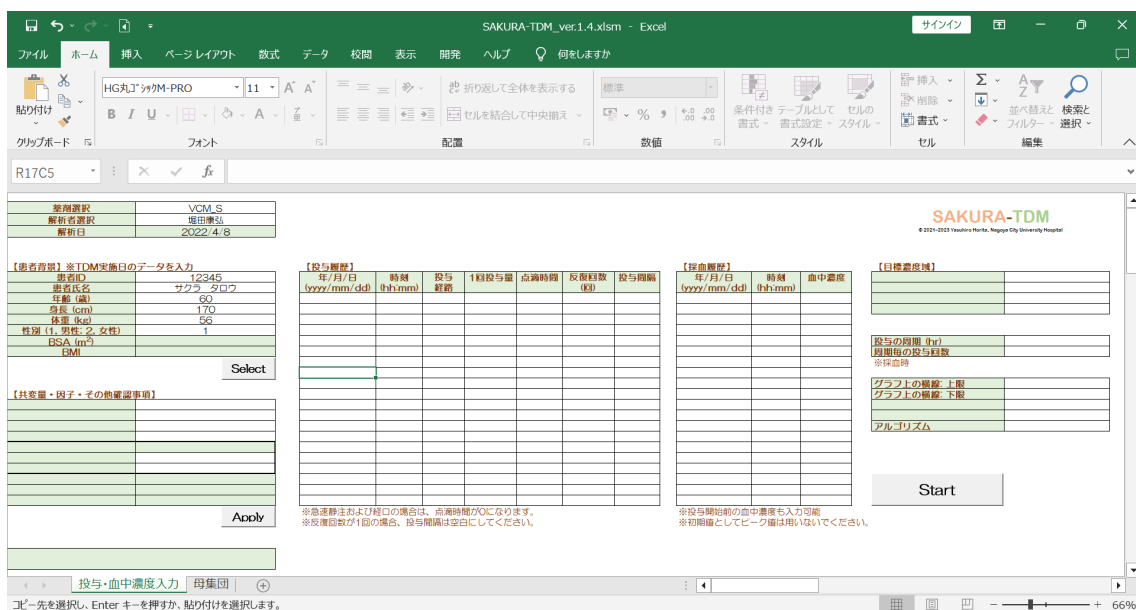 SAKURA-TDM_ver.1.4.xlsm - Excel
サインイン
ファイル ホーム 挿入 ページ レイアウト 数式 データ 校閲 表示 開発 ヘルプ 何をしますか
貼り付け
HG丸ｺﾞｼｯｸM-PRO 11
折り返して全体を表示する
標準
B I U
セルを結合して中央揃え
条件付き書式 テーブルとして書式設定 セルのスタイル
挿入
削除
書式
並べ替えとフィルター 検索と選択
クリップボード フォント 配置 数値 スタイル セル 編集
R17C5
fx
薬剤選択 VCM_S
解析者選択 堀田康弘
解析日 2022/4/8
SAKURA-TDM
© 2021-2023 Yasuhiro Horita, Nagoya City University Hospital
【患者背景】※TDM実施日のデータを入力
患者ID 12345
患者氏名 サクラ タロウ
年齢 (歳) 60
身長 (cm) 170
体重 (kg) 56
性別 (1, 男性; 2, 女性) 1
BSA (m²)
BMI
Select
【共変量・因子・その他確認事項】
Apply
【投与履歴】
年/月/日 (yyyy/mm/dd) 時刻 (hh:mm) 投与経路 1回投与量 点滴時間 反復回数 (回) 投与間隔
※急速静注および経口の場合は、点滴時間が0になります。
※反復回数が1回の場合、投与間隔は空白にしてください。
【採血履歴】
年/月/日 (yyyy/mm/dd) 時刻 (hh:mm) 血中濃度
※投与開始前の血中濃度も入力可能
※初期値としてピーク値は用いないでください。
【目標濃度域】
投与の周期 (hr)
周期毎の投与回数
※採血時
グラフ上の横線: 上限
グラフ上の横線: 下限
アルゴリズム
Start
投与・血中濃度入力 母集団
コピー先を選択し、Enter キーを押すか、貼り付けを選択します。
66%